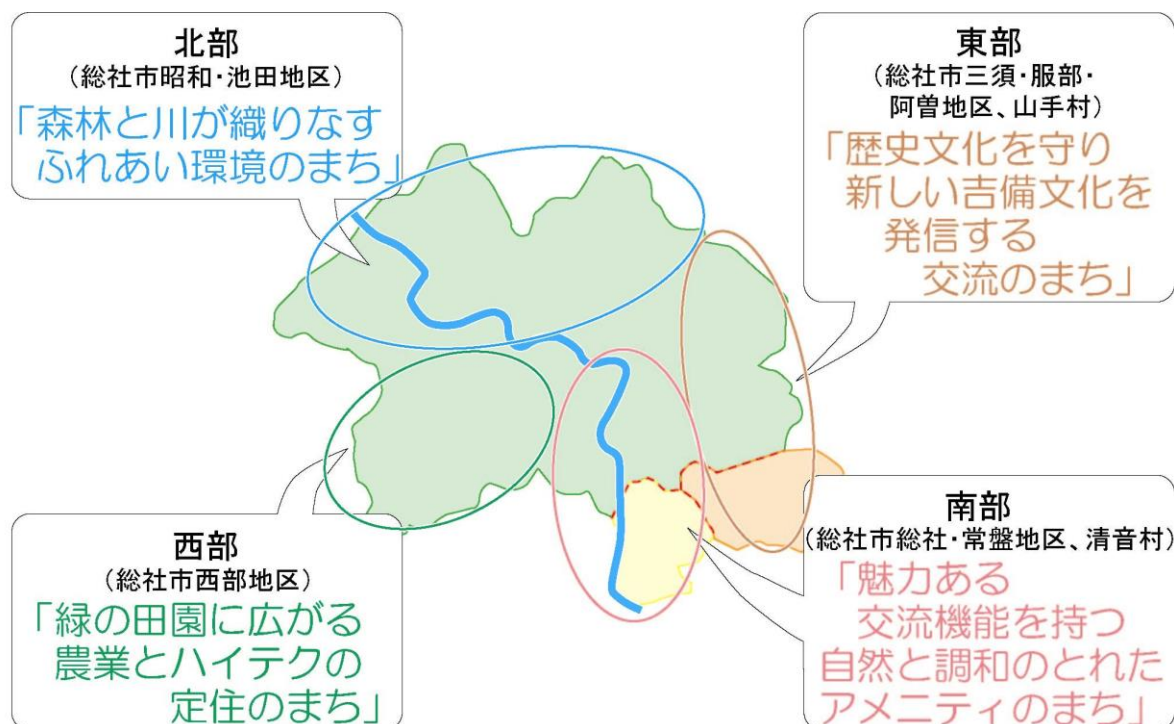 北部
(総社市昭和・池田地区)
「森林と川が織りなす
ふれあい環境のまち」
東部
(総社市三須・服部・
阿曽地区、山手村)
「歴史文化を守り
新しい吉備文化を
発信する
交流のまち」
西部
(総社市西部地区)
「緑の田園に広がる
農業とハイテクの
定住のまち」
南部
(総社市総社・常盤地区、清音村)
「魅力ある
交流機能を持つ
自然と調和のとれた
アメニティのまち」